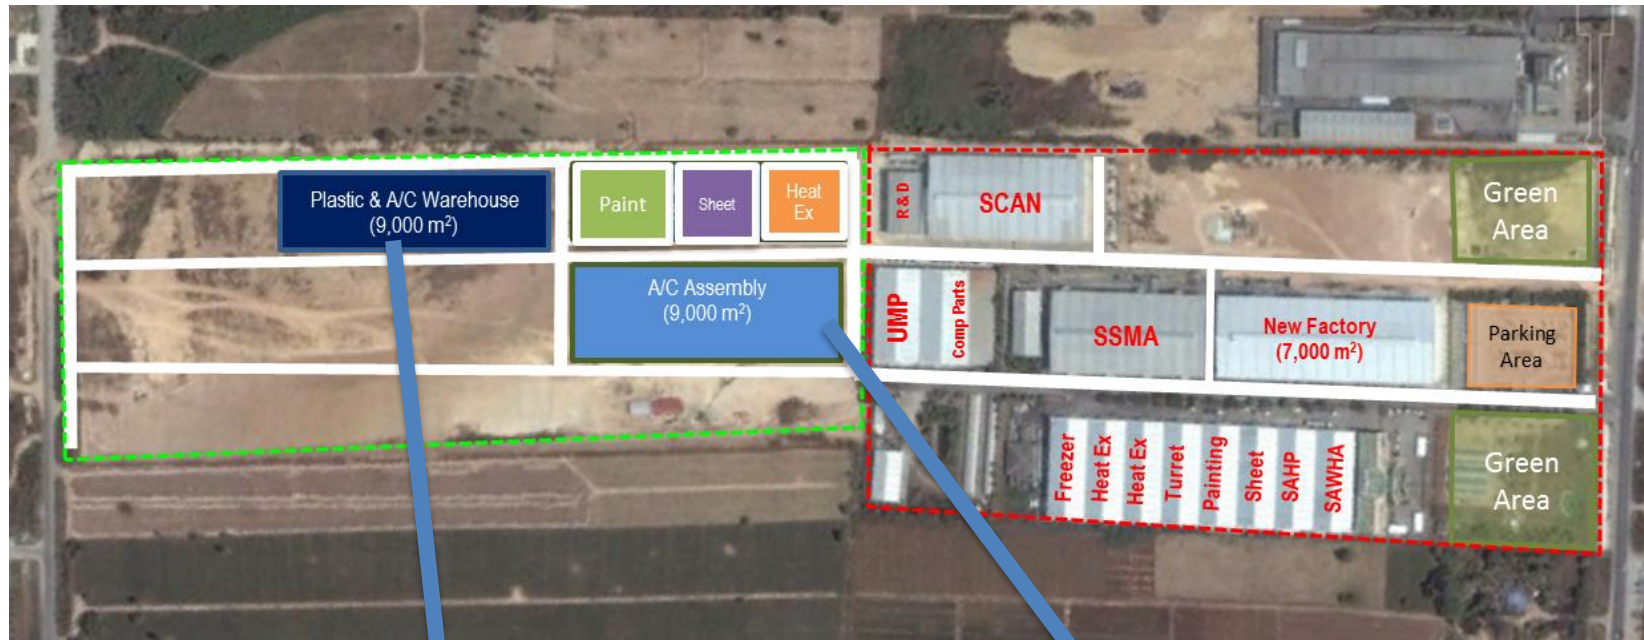 Plastic & A/C Warehouse
(9,000 m²)
Paint
Sheet
Heat
Ex
R & D
SCAN
Green
Area
A/C Assembly
(9,000 m²)
UMP
Comp Parts
SSMA
New Factory
(7,000 m²)
Parking
Area
Freezer
Heat Ex
Heat Ex
Turret
Painting
Sheet
SAHP
SAWHA
Green
Area